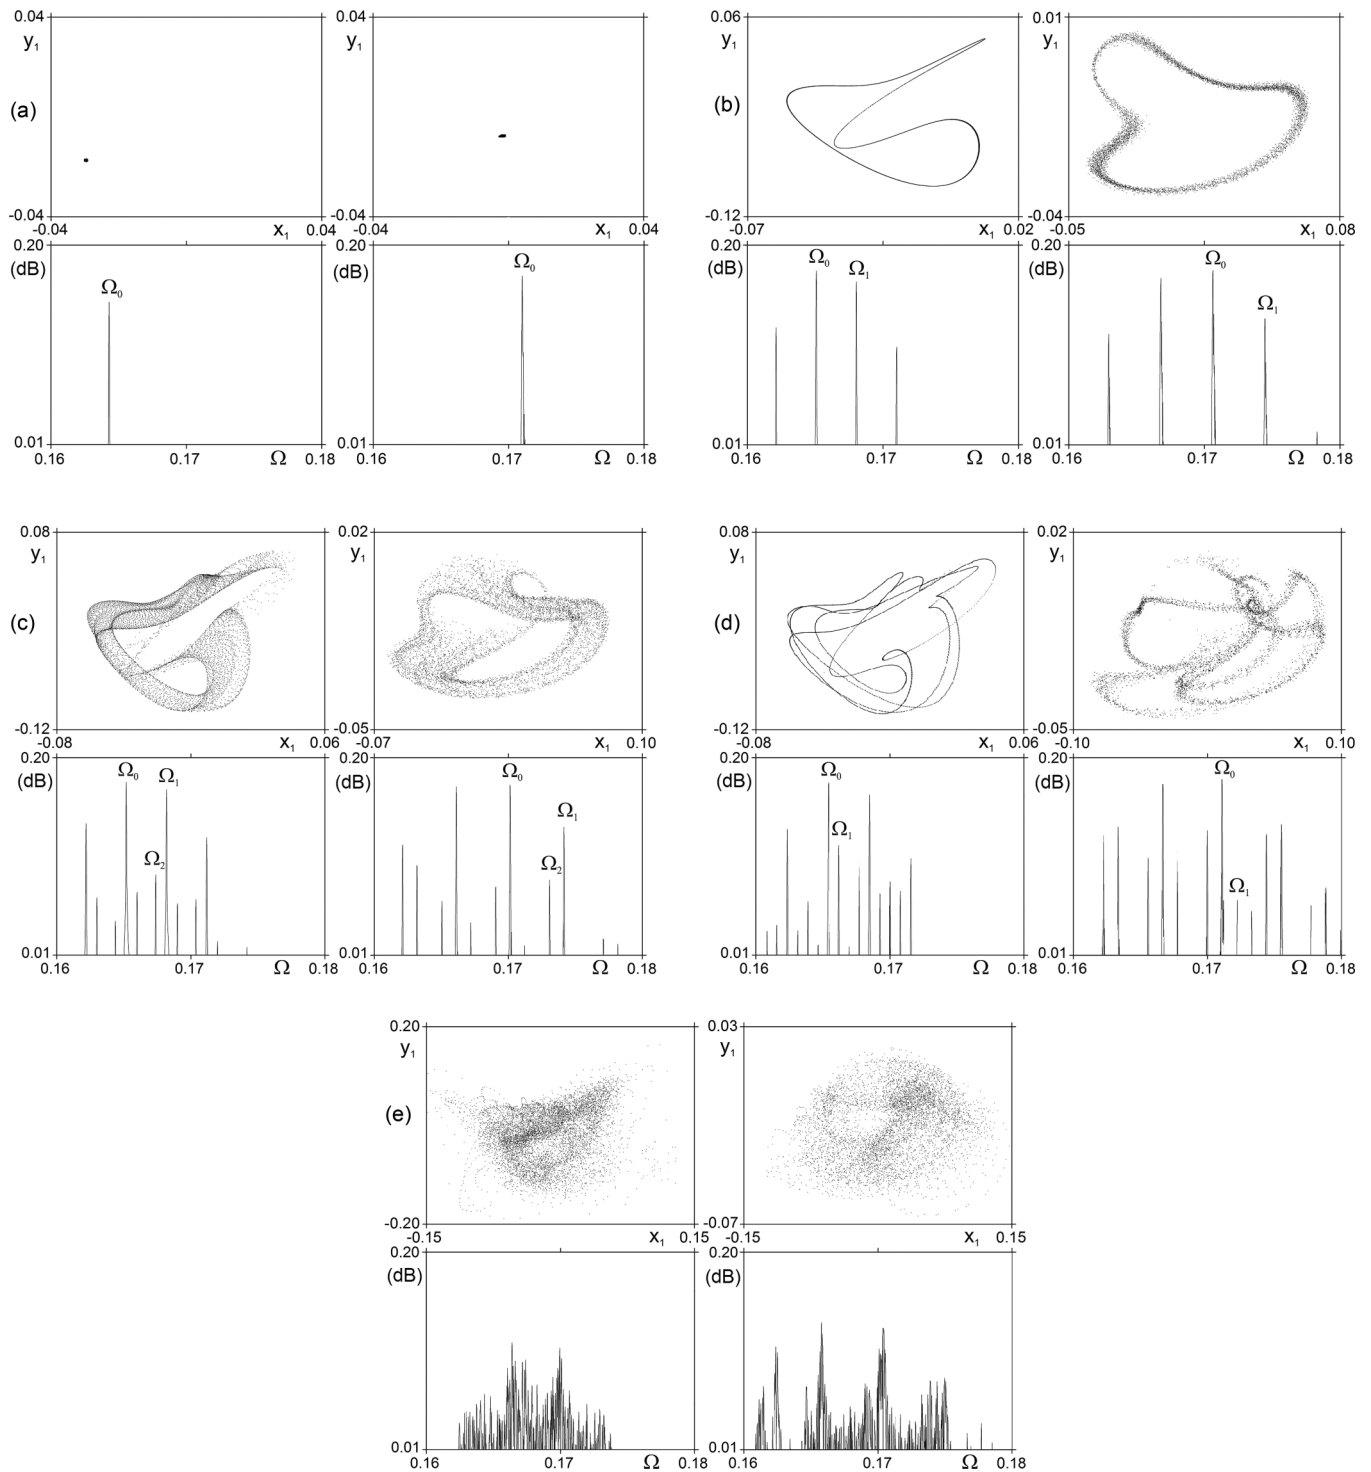 0.04 0.04 0.06 0.01
y₁ y₁ y₁ y₁
(a) (b)
-0.04 -0.04 -0.12 -0.04
-0.04 x₁ 0.04 -0.04 x₁ 0.04 -0.07 x₁ 0.02 -0.05 x₁ 0.08
0.20 0.20 0.20 0.20
(dB) Ω₀ (dB) Ω₀ (dB) Ω₀ Ω₁ (dB) Ω₀ Ω₁
0.01 0.01 0.01 0.01
0.16 0.17 Ω 0.18 0.16 0.17 Ω 0.18 0.16 0.17 Ω 0.18 0.16 0.17 Ω 0.18
0.08 0.02 0.08 0.02
y₁ y₁ y₁ y₁
(c) (d)
-0.12 -0.05 -0.12 -0.05
-0.08 x₁ 0.06 -0.07 x₁ 0.10 -0.08 x₁ 0.06 -0.10 x₁ 0.10
0.20 0.20 0.20 0.20
(dB) Ω₀ Ω₁ (dB) Ω₀ (dB) Ω₀ (dB) Ω₀
Ω₂ Ω₂ Ω₁ Ω₁ Ω₁
0.01 0.01 0.01 0.01
0.16 0.17 Ω 0.18 0.16 0.17 Ω 0.18 0.16 0.17 Ω 0.18 0.16 0.17 Ω 0.18
0.20 0.03
y₁ y₁
(e)
-0.20 -0.07
-0.15 x₁ 0.15 -0.15 x₁ 0.15
0.20 0.20
(dB) (dB)
0.01 0.01
0.16 0.17 Ω 0.18 0.16 0.17 Ω 0.18